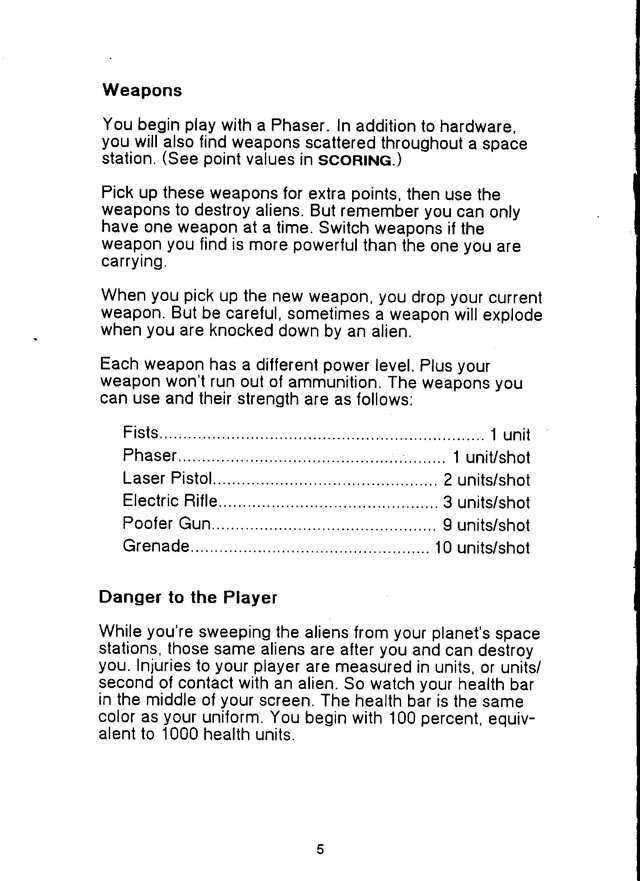 Weapons
You begin play with a Phaser. In addition to hardware,
you will also find weapons scattered throughout a space
station. (See point values in SCORING.)
Pick up these weapons for extra points, then use the
weapons to destroy aliens. But remember you can only
have one weapon at a time. Switch weapons if the
weapon you find is more powerful than the one you are
carrying.
When you pick up the new weapon, you drop your current
weapon. But be careful, sometimes a weapon will explode
when you are knocked down by an alien.
Each weapon has a different power level. Plus your
weapon won't run out of ammunition. The weapons you
can use and their strength are as follows:
Fists.................................................................... 1 unit
Phaser........................................................ 1 unit/shot
Laser Pistol............................................... 2 units/shot
Electric Rifle.............................................. 3 units/shot
Poofer Gun............................................... 9 units/shot
Grenade.................................................. 10 units/shot
Danger to the Player
While you're sweeping the aliens from your planet's space
stations, those same aliens are after you and can destroy
you. Injuries to your player are measured in units, or units/
second of contact with an alien. So watch your health bar
in the middle of your screen. The health bar is the same
color as your uniform. You begin with 100 percent, equiv-
alent to 1000 health units.
5